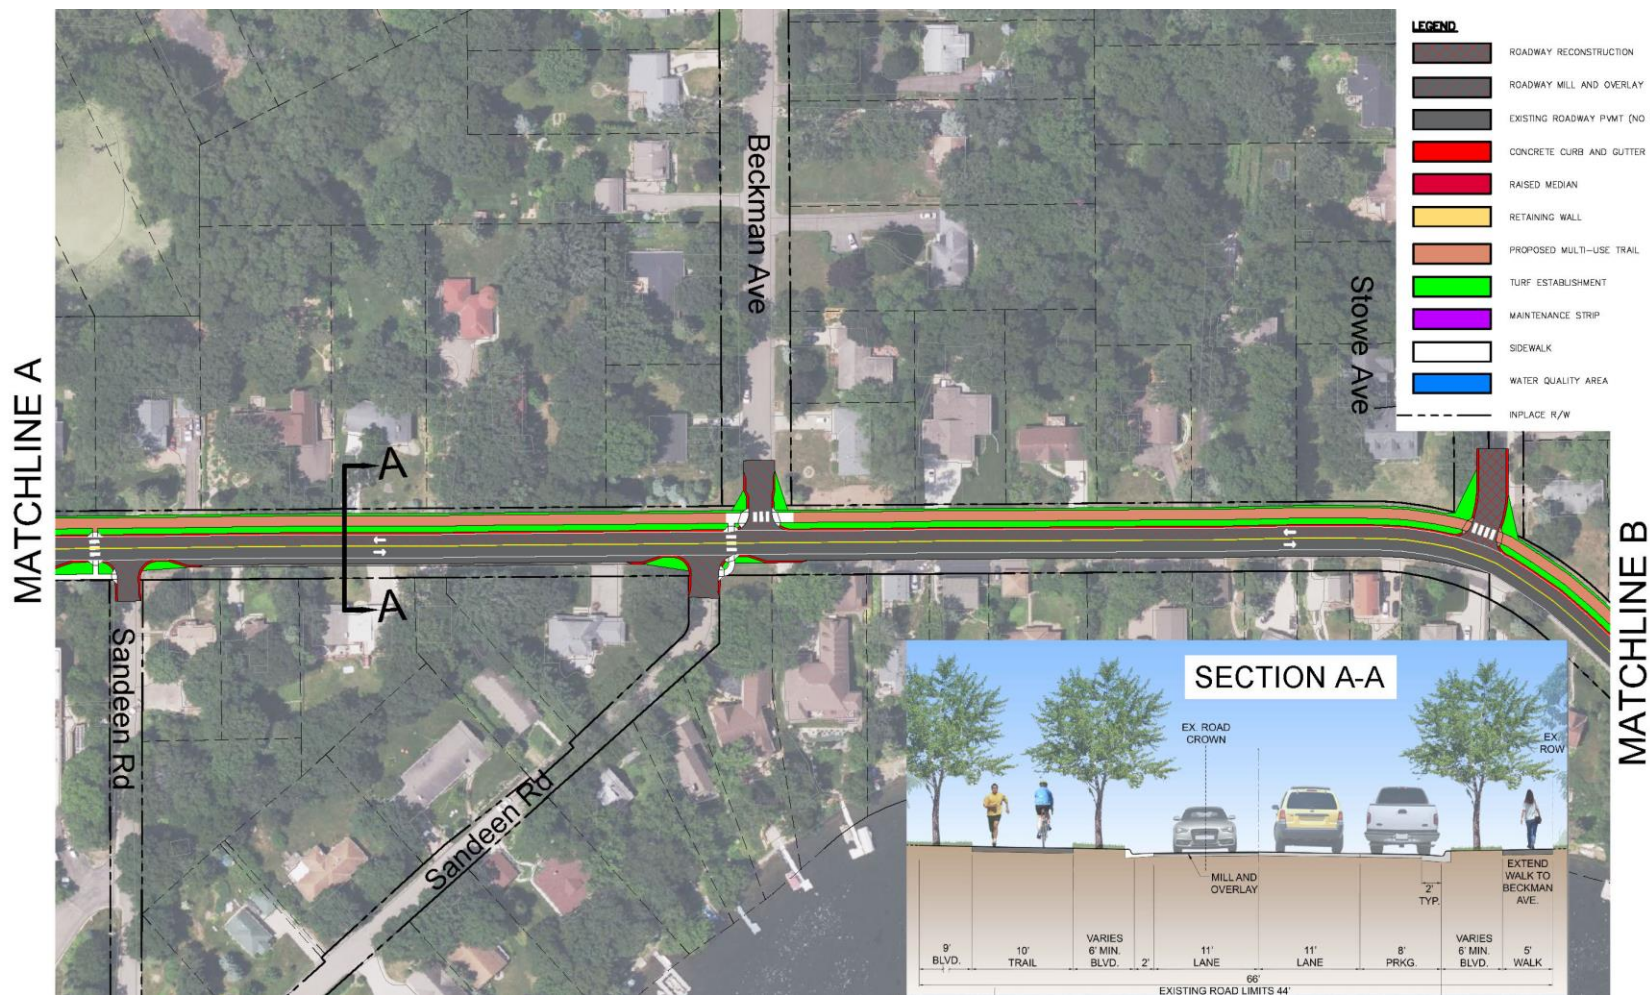 LEGEND
ROADWAY RECONSTRUCTION
ROADWAY MILL AND OVERLAY
EXISTING ROADWAY PVMT (NO
CONCRETE CURB AND GUTTER
RAISED MEDIAN
RETAINING WALL
PROPOSED MULTI-USE TRAIL
TURF ESTABLISHMENT
MAINTENANCE STRIP
SIDEWALK
WATER QUALITY AREA
INPLACE R/W
MATCHLINE A
Beckman Ave
Stowe Ave
A
A
Sandeen Rd
Sandeen Rd
MATCHLINE B
SECTION A-A
EX. ROAD
CROWN
EX.
ROW
MILL AND
OVERLAY
2'
TYP.
EXTEND
WALK TO
BECKMAN
AVE.
9'
BLVD.
10'
TRAIL
VARIES
6' MIN.
BLVD.
2'
11'
LANE
11'
LANE
8'
PRKG.
VARIES
6' MIN.
BLVD.
5'
WALK
66'
EXISTING ROAD LIMITS 44'